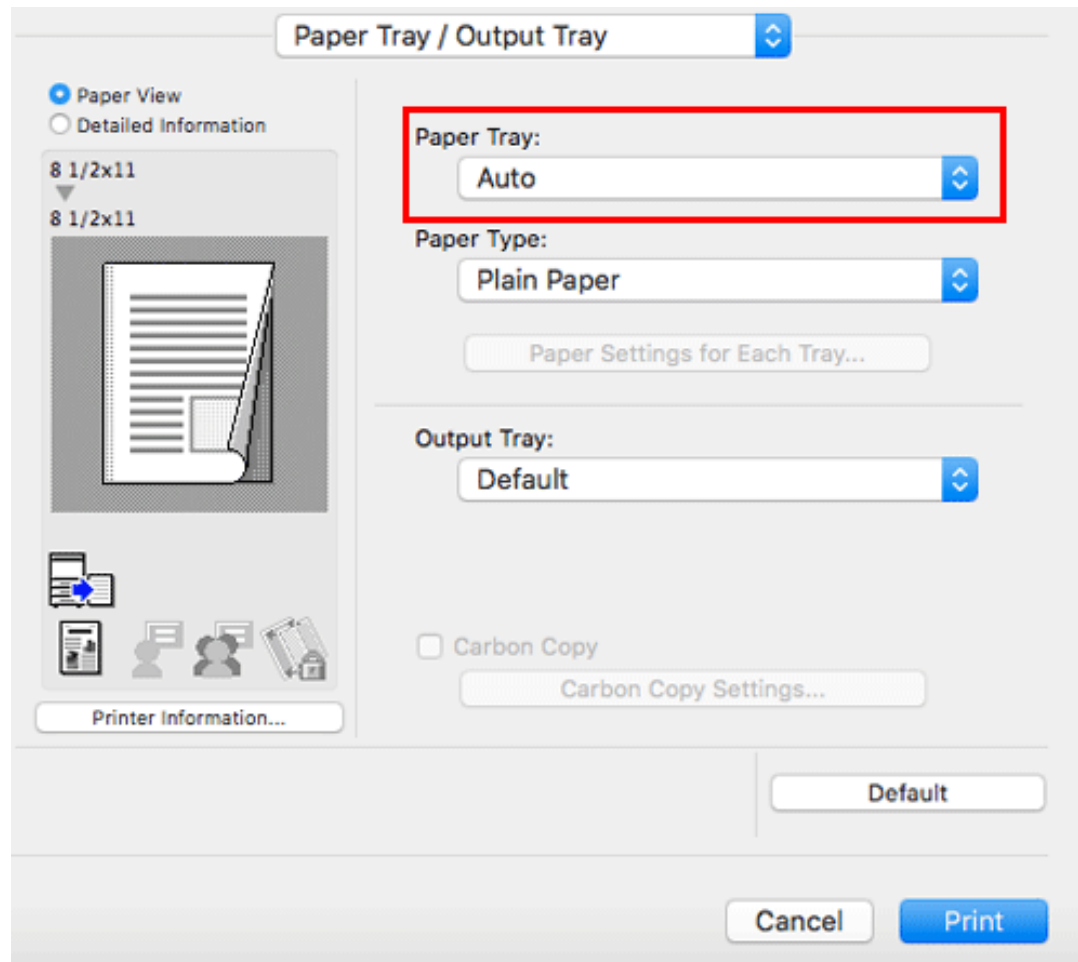 Paper Tray / Output Tray
Paper View
Detailed Information
8 1/2x11
8 1/2x11
Printer Information...
Paper Tray:
Auto
Paper Type:
Plain Paper
Paper Settings for Each Tray...
Output Tray:
Default
Carbon Copy
Carbon Copy Settings...
Default
Cancel
Print